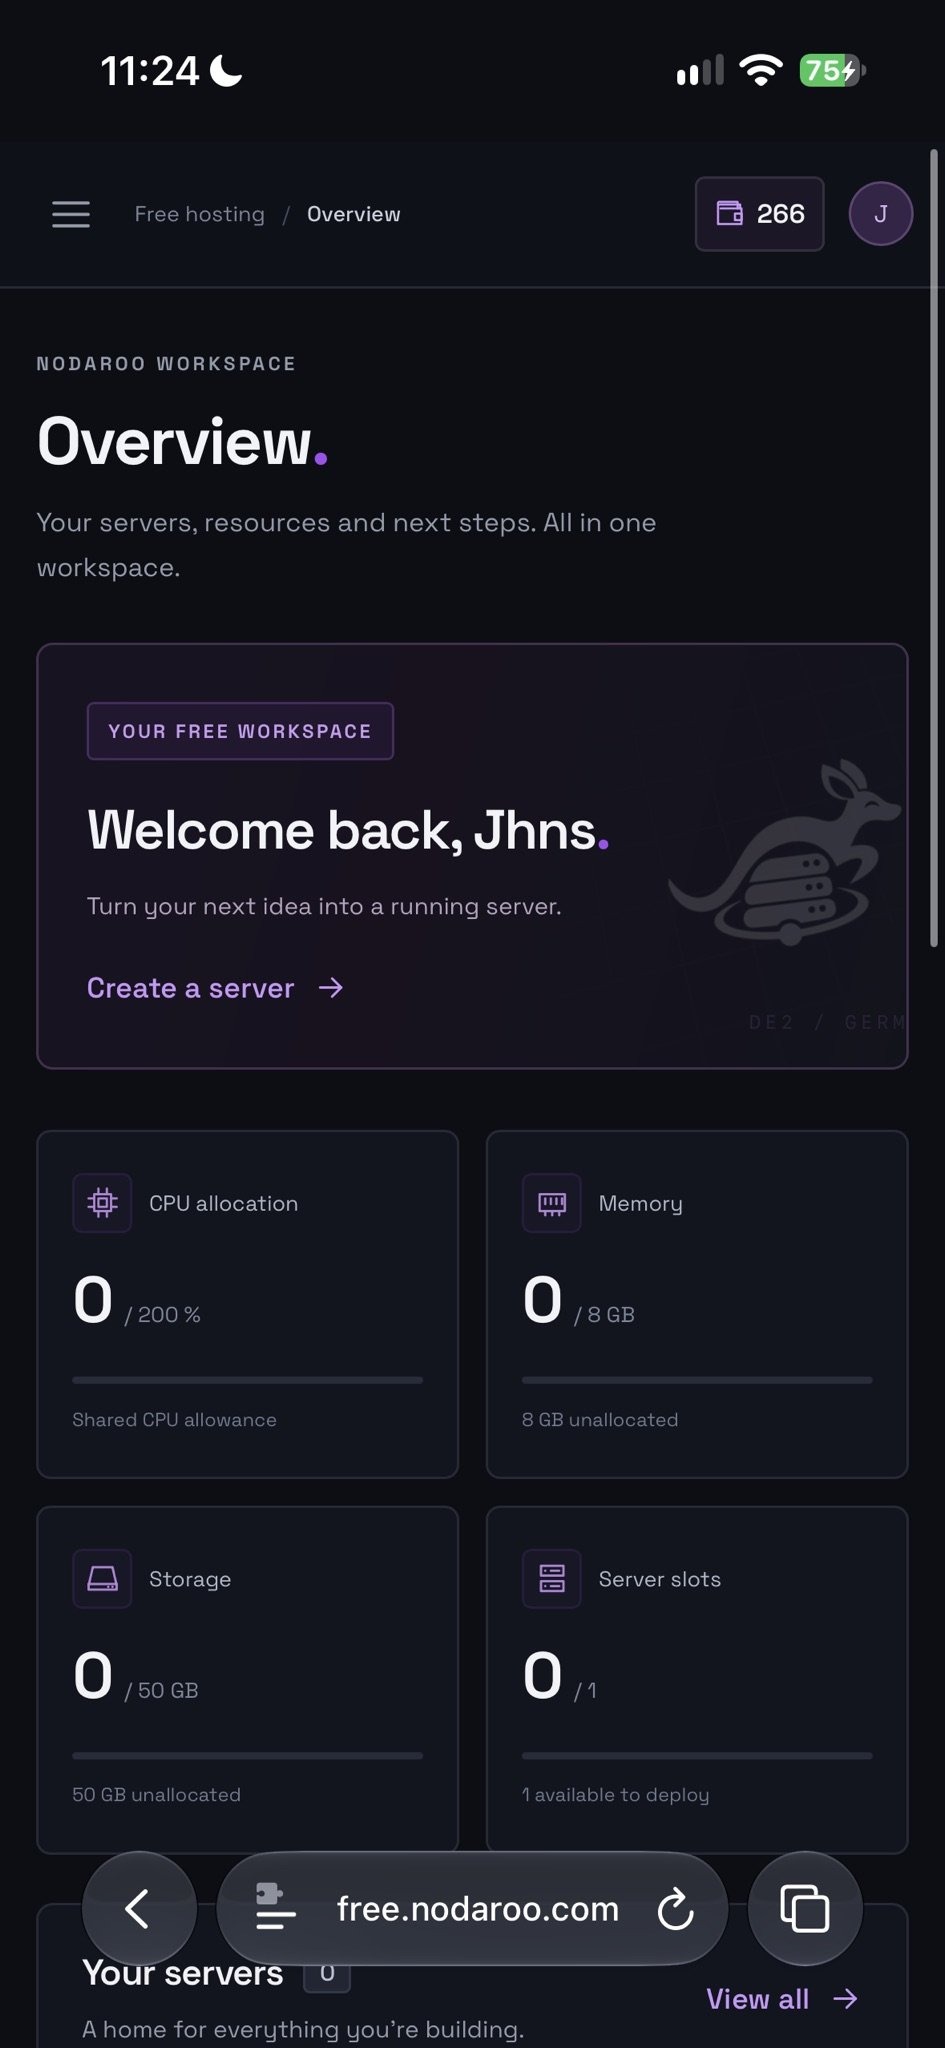 11:24
75
Free hosting / Overview
266
J
NODAROO WORKSPACE
Overview.
Your servers, resources and next steps. All in one
workspace.
YOUR FREE WORKSPACE
Welcome back, Jhns.
Turn your next idea into a running server.
Create a server →
DE2 / GERM
CPU allocation
0 / 200 %
Shared CPU allowance
Memory
0 / 8 GB
8 GB unallocated
Storage
0 / 50 GB
50 GB unallocated
Server slots
0 / 1
1 available to deploy
free.nodaroo.com
Your servers 0
View all →
A home for everything you're building.